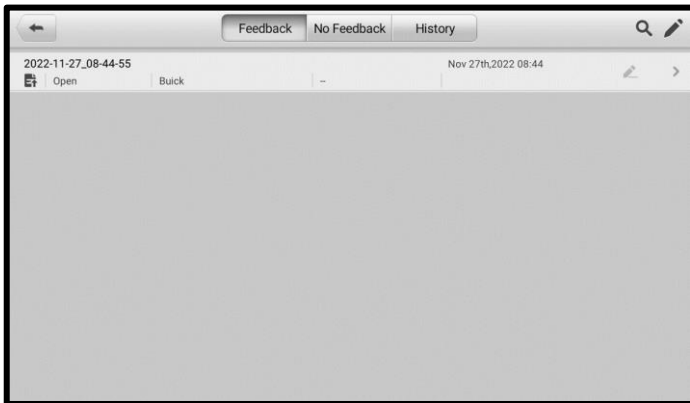 Feedback No Feedback History
2022-11-27_08-44-55 Nov 27th,2022 08:44
Open Buick --